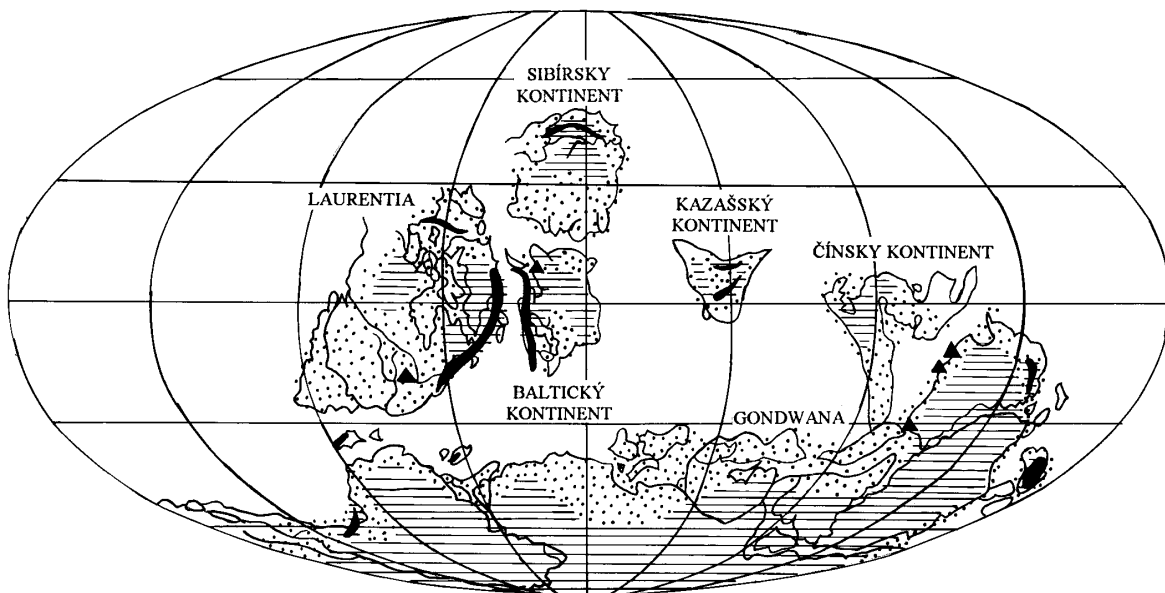 SIBÍRSKY
KONTINENT
LAURENTIA
KAZAŠSKÝ
KONTINENT
ČÍNSKY KONTINENT
BALTICKÝ
KONTINENT
GONDWANA